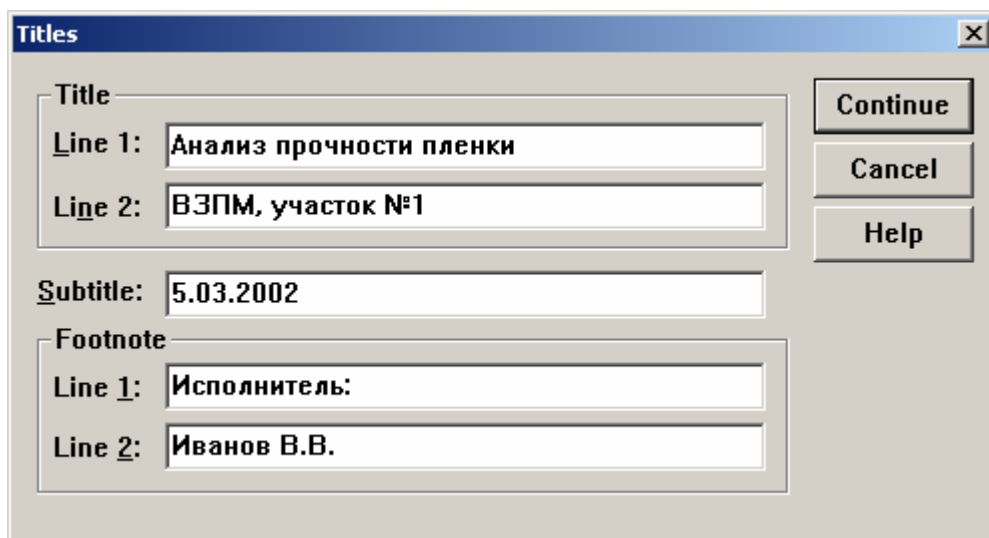 Titles
Title
Line 1: Анализ прочности пленки
Line 2: ВЗПМ, участок №1
Subtitle: 5.03.2002
Footnote
Line 1: Исполнитель:
Line 2: Иванов В.В.
Continue
Cancel
Help